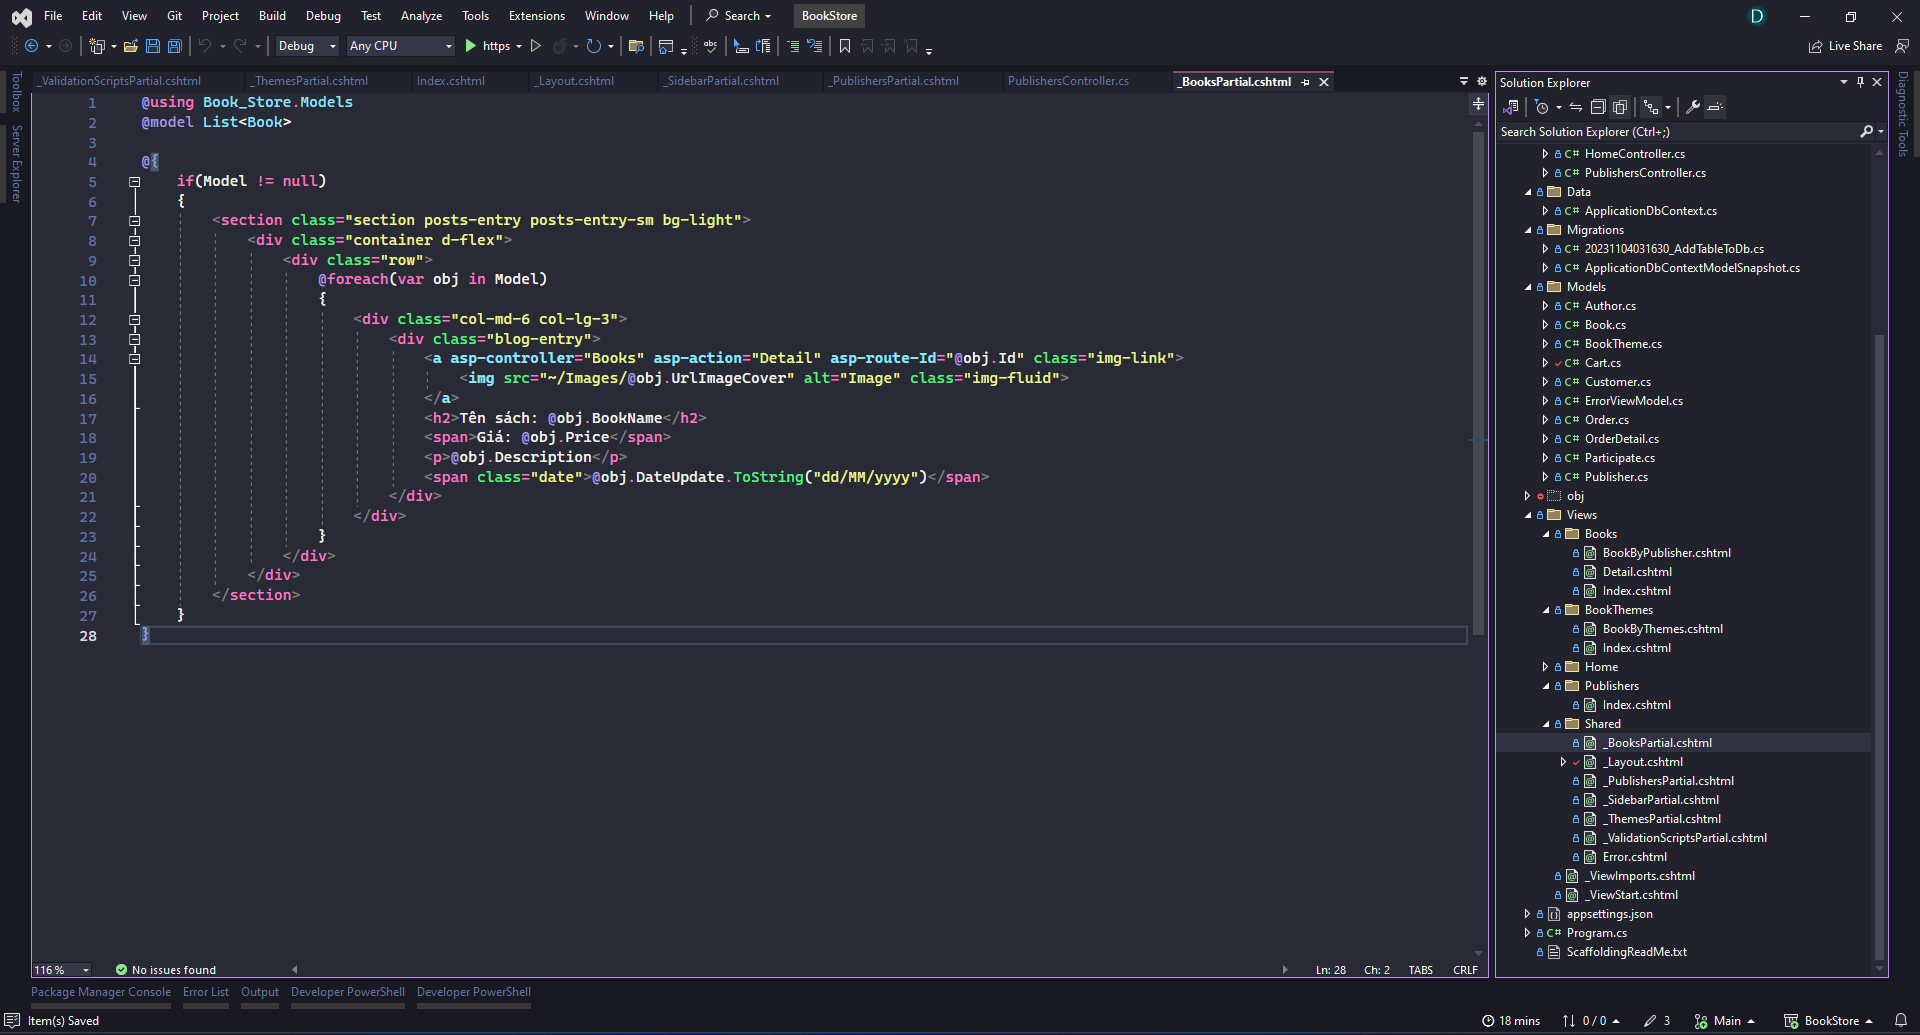 File Edit View Git Project Build Debug Test Analyze Tools Extensions Window Help Search BookStore D
Debug Any CPU https Live Share
_ValidationScriptsPartial.cshtml _ThemesPartial.cshtml Index.cshtml _Layout.cshtml _SidebarPartial.cshtml _PublishersPartial.cshtml PublishersController.cs _BooksPartial.cshtml
Toolbox
Server Explorer
1 @using Book_Store.Models
2 @model List<Book>
3
4 @{
5 if(Model != null)
6 {
7 <section class="section posts-entry posts-entry-sm bg-light">
8 <div class="container d-flex">
9 <div class="row">
10 @foreach(var obj in Model)
11 {
12 <div class="col-md-6 col-lg-3">
13 <div class="blog-entry">
14 <a asp-controller="Books" asp-action="Detail" asp-route-Id="@obj.Id" class="img-link">
15 <img src="~/Images/@obj.UrlImageCover" alt="Image" class="img-fluid">
16 </a>
17 <h2>Tên sách: @obj.BookName</h2>
18 <span>Giá: @obj.Price</span>
19 <p>@obj.Description</p>
20 <span class="date">@obj.DateUpdate.ToString("dd/MM/yyyy")</span>
21 </div>
22 </div>
23 }
24 </div>
25 </div>
26 </section>
27 }
28 }
116 % No issues found Ln: 28 Ch: 2 TABS CRLF
Solution Explorer
Search Solution Explorer (Ctrl+;)
C# HomeController.cs
C# PublishersController.cs
Data
C# ApplicationDbContext.cs
Migrations
C# 20231104031630_AddTableToDb.cs
C# ApplicationDbContextModelSnapshot.cs
Models
C# Author.cs
C# Book.cs
C# BookTheme.cs
C# Cart.cs
C# Customer.cs
C# ErrorViewModel.cs
C# Order.cs
C# OrderDetail.cs
C# Participate.cs
C# Publisher.cs
obj
Views
Books
BookByPublisher.cshtml
Detail.cshtml
Index.cshtml
BookThemes
BookByThemes.cshtml
Index.cshtml
Home
Publishers
Index.cshtml
Shared
_BooksPartial.cshtml
_Layout.cshtml
_PublishersPartial.cshtml
_SidebarPartial.cshtml
_ThemesPartial.cshtml
_ValidationScriptsPartial.cshtml
Error.cshtml
_ViewImports.cshtml
_ViewStart.cshtml
appsettings.json
C# Program.cs
ScaffoldingReadMe.txt
Diagnostic Tools
Package Manager Console Error List Output Developer PowerShell Developer PowerShell
Item(s) Saved 18 mins 0 / 0 3 Main BookStore